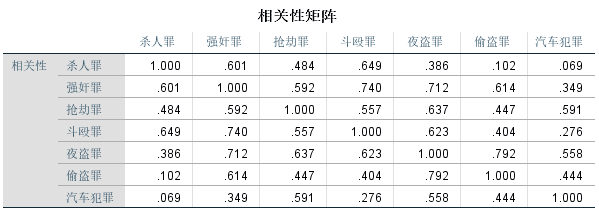 相关性矩阵
杀人罪 强奸罪 抢劫罪 斗殴罪 夜盗罪 偷盗罪 汽车犯罪
相关性 杀人罪 1.000 .601 .484 .649 .386 .102 .069
强奸罪 .601 1.000 .592 .740 .712 .614 .349
抢劫罪 .484 .592 1.000 .557 .637 .447 .591
斗殴罪 .649 .740 .557 1.000 .623 .404 .276
夜盗罪 .386 .712 .637 .623 1.000 .792 .558
偷盗罪 .102 .614 .447 .404 .792 1.000 .444
汽车犯罪 .069 .349 .591 .276 .558 .444 1.000